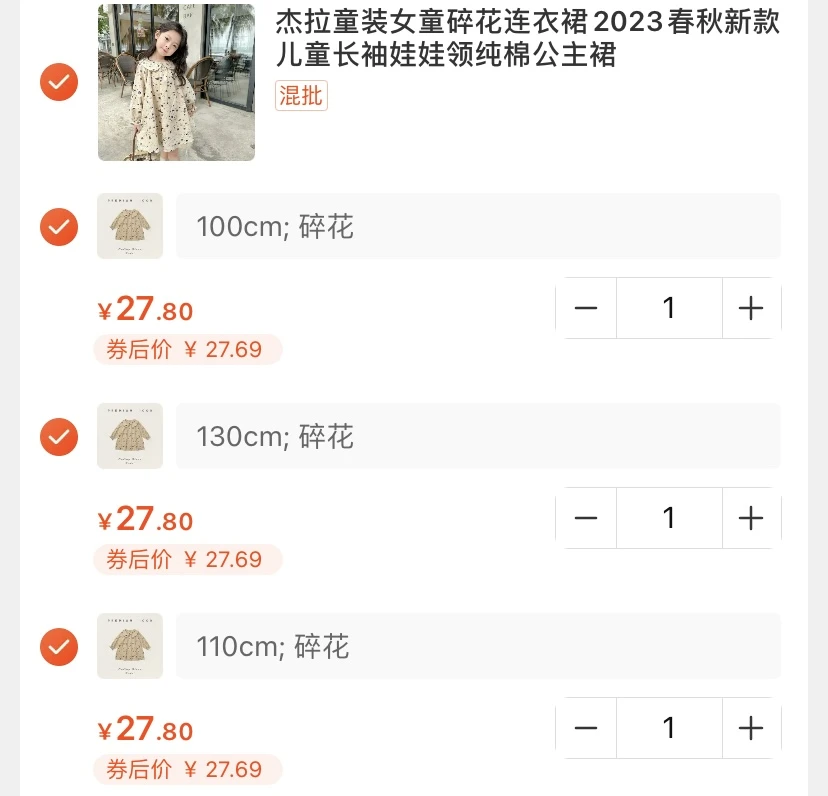 杰拉童装女童碎花连衣裙2023春秋新款
儿童长袖娃娃领纯棉公主裙
混批
100cm; 碎花
¥27.80
1
券后价 ¥ 27.69
130cm; 碎花
¥27.80
1
券后价 ¥ 27.69
110cm; 碎花
¥27.80
1
券后价 ¥ 27.69